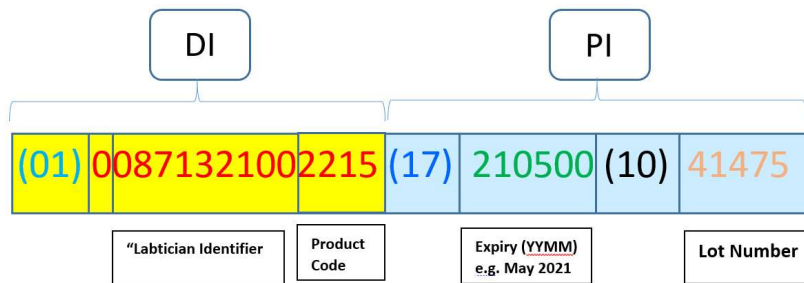 DI PI
(01) 00871321002215 (17) 210500 (10) 41475
"Labtician Identifier
Product
Code
Expiry (YYMM)
e.g. May 2021
Lot Number